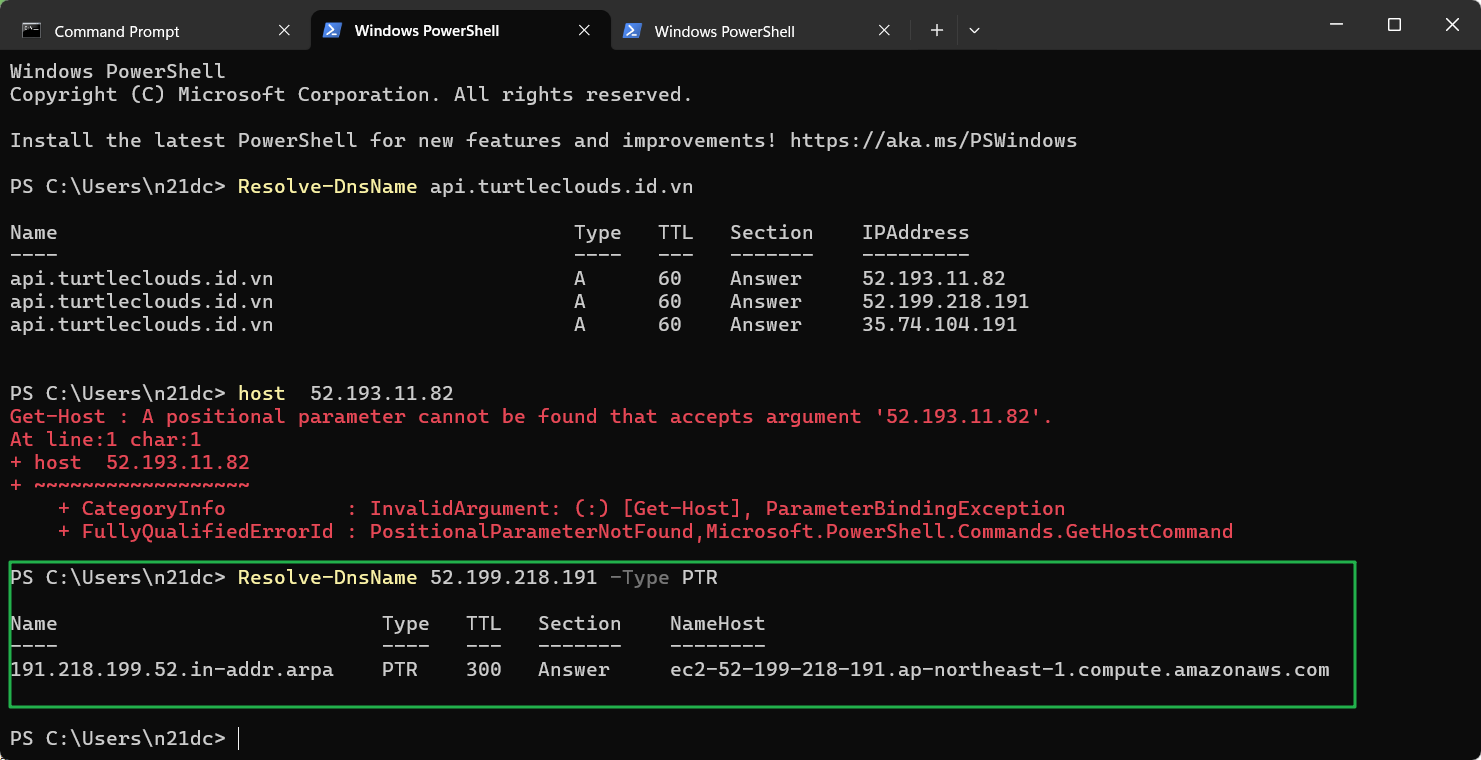 Command Prompt
Windows PowerShell
Windows PowerShell
Windows PowerShell
Copyright (C) Microsoft Corporation. All rights reserved.
Install the latest PowerShell for new features and improvements! https://aka.ms/PSWindows
PS C:\Users\n21dc> Resolve-DnsName api.turtleclouds.id.vn
Name Type TTL Section IPAddress
---- ---- --- ------- ---------
api.turtleclouds.id.vn A 60 Answer 52.193.11.82
api.turtleclouds.id.vn A 60 Answer 52.199.218.191
api.turtleclouds.id.vn A 60 Answer 35.74.104.191
PS C:\Users\n21dc> host  52.193.11.82
Get-Host : A positional parameter cannot be found that accepts argument '52.193.11.82'.
At line:1 char:1
+ host  52.193.11.82
+ ~~~~~~~~~~~~~~~~~~
+ CategoryInfo : InvalidArgument: (:) [Get-Host], ParameterBindingException
+ FullyQualifiedErrorId : PositionalParameterNotFound,Microsoft.PowerShell.Commands.GetHostCommand
PS C:\Users\n21dc> Resolve-DnsName 52.199.218.191 -Type PTR
Name Type TTL Section NameHost
---- ---- --- ------- --------
191.218.199.52.in-addr.arpa PTR 300 Answer ec2-52-199-218-191.ap-northeast-1.compute.amazonaws.com
PS C:\Users\n21dc>